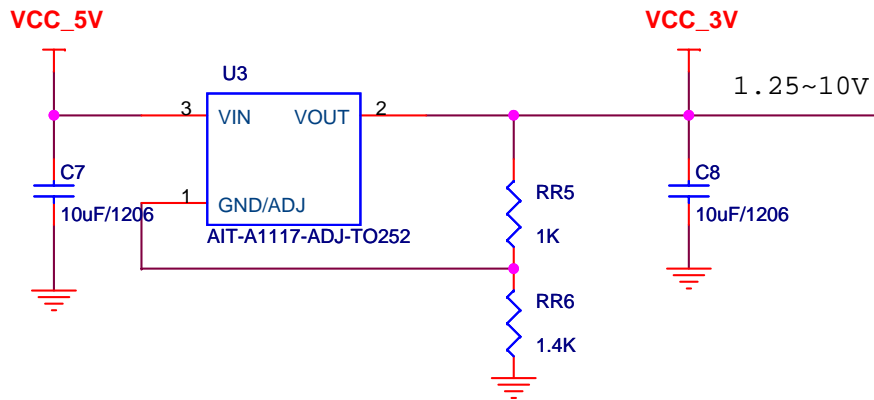 VCC_5V
VCC_3V
U3
1.25~10V
3
VIN
VOUT
2
C7
10uF/1206
1
GND/ADJ
AIT-A1117-ADJ-TO252
RR5
1K
C8
10uF/1206
RR6
1.4K